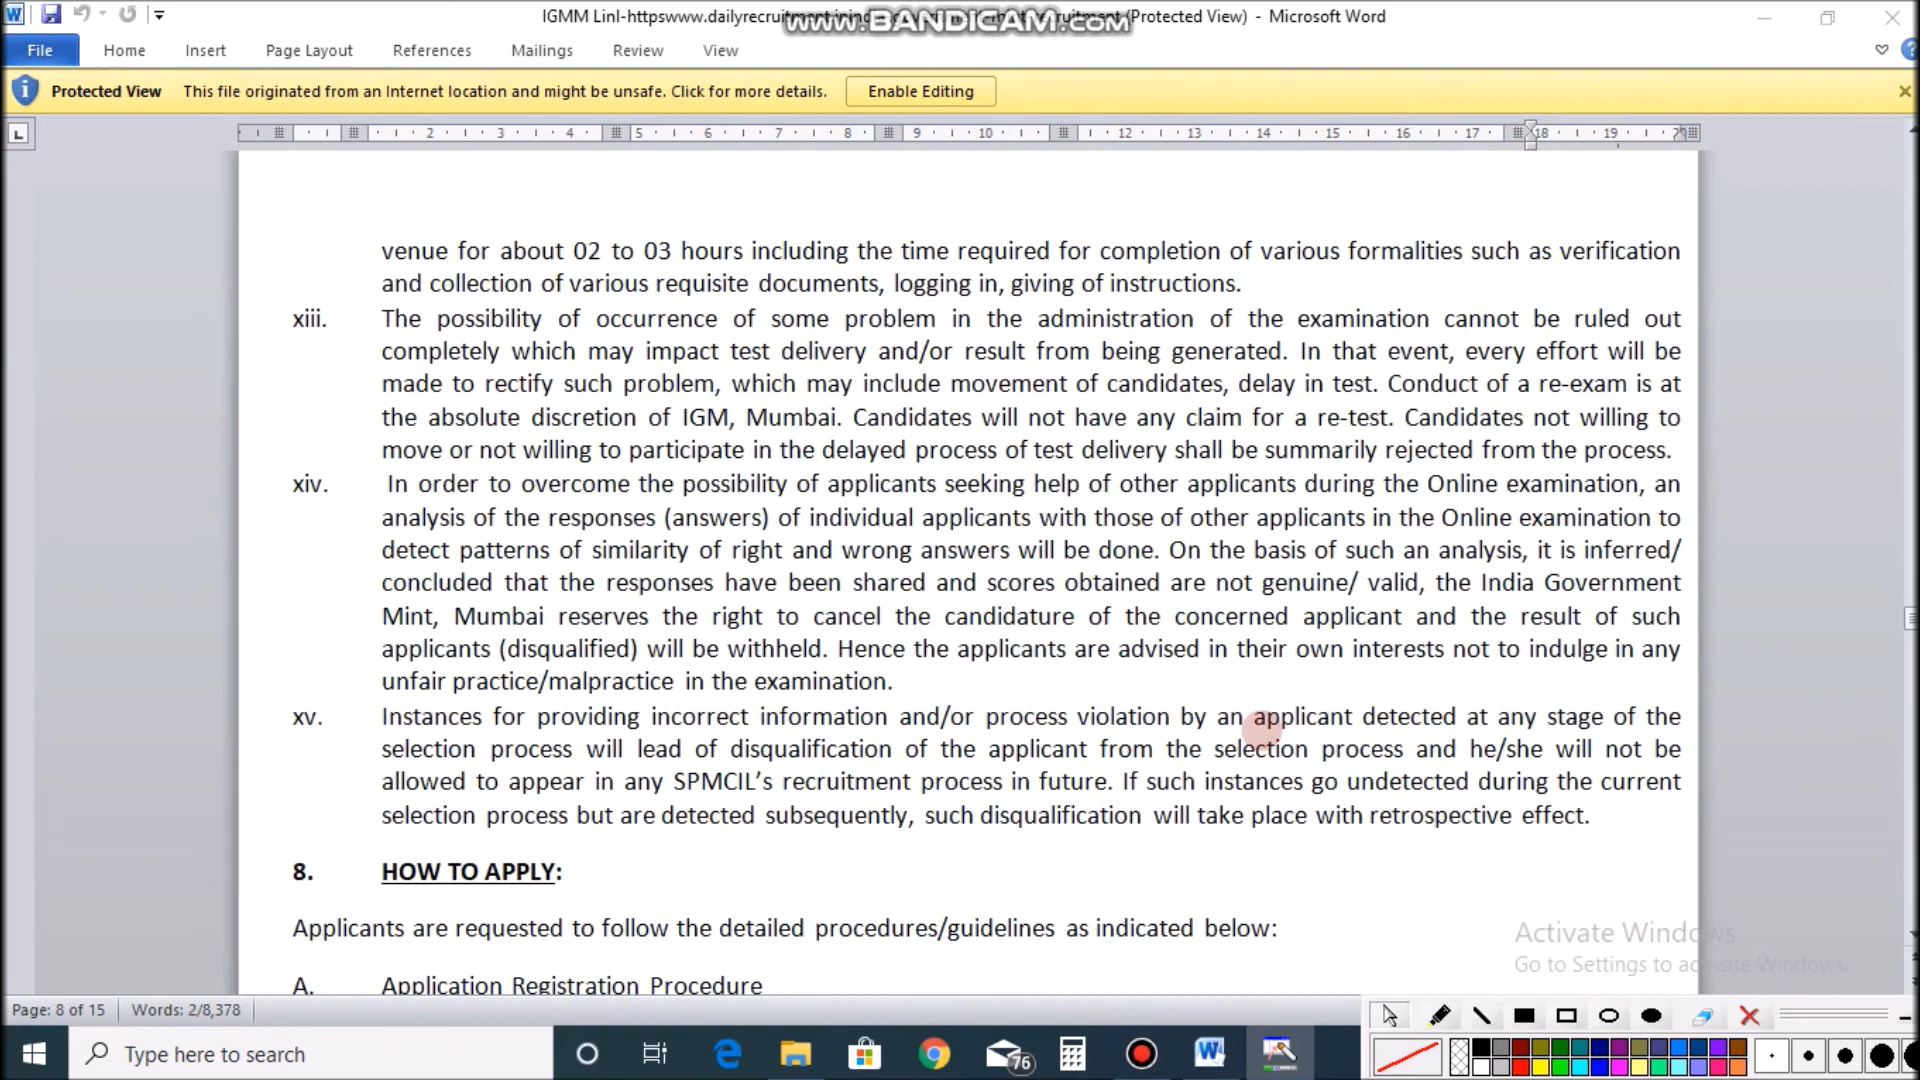 IGMM Linl-httpswww.dailyrecruitment.in (Protected View) - Microsoft Word
www.BANDICAM.com
File Home Insert Page Layout References Mailings Review View
Protected View This file originated from an Internet location and might be unsafe. Click for more details. Enable Editing
2 3 4 5 6 7 8 9 10 12 13 14 15 16 17 18 19
venue for about 02 to 03 hours including the time required for completion of various formalities such as verification
and collection of various requisite documents, logging in, giving of instructions.
xiii. The possibility of occurrence of some problem in the administration of the examination cannot be ruled out
completely which may impact test delivery and/or result from being generated. In that event, every effort will be
made to rectify such problem, which may include movement of candidates, delay in test. Conduct of a re-exam is at
the absolute discretion of IGM, Mumbai. Candidates will not have any claim for a re-test. Candidates not willing to
move or not willing to participate in the delayed process of test delivery shall be summarily rejected from the process.
xiv. In order to overcome the possibility of applicants seeking help of other applicants during the Online examination, an
analysis of the responses (answers) of individual applicants with those of other applicants in the Online examination to
detect patterns of similarity of right and wrong answers will be done. On the basis of such an analysis, it is inferred/
concluded that the responses have been shared and scores obtained are not genuine/ valid, the India Government
Mint, Mumbai reserves the right to cancel the candidature of the concerned applicant and the result of such
applicants (disqualified) will be withheld. Hence the applicants are advised in their own interests not to indulge in any
unfair practice/malpractice in the examination.
xv. Instances for providing incorrect information and/or process violation by an applicant detected at any stage of the
selection process will lead of disqualification of the applicant from the selection process and he/she will not be
allowed to appear in any SPMCIL’s recruitment process in future. If such instances go undetected during the current
selection process but are detected subsequently, such disqualification will take place with retrospective effect.
8. HOW TO APPLY:
Applicants are requested to follow the detailed procedures/guidelines as indicated below:
A. Application Registration Procedure
Activate Windows
Go to Settings to activate Windows.
Page: 8 of 15 Words: 2/8,378
Type here to search
76